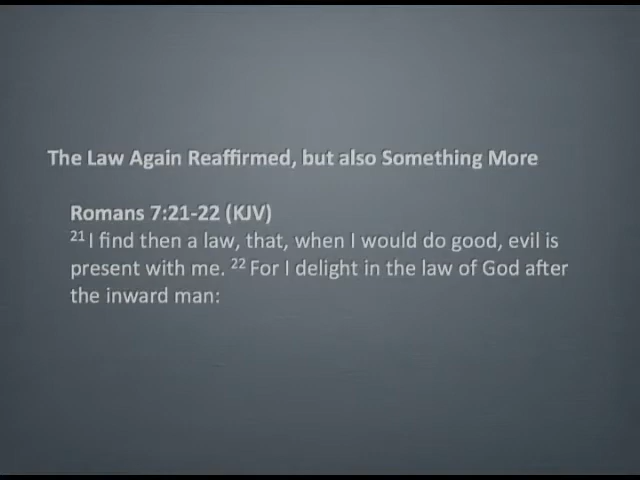 The Law Again Reaffirmed, but also Something More
Romans 7:21-22 (KJV)
21 I find then a law, that, when I would do good, evil is
present with me. 22 For I delight in the law of God after
the inward man: